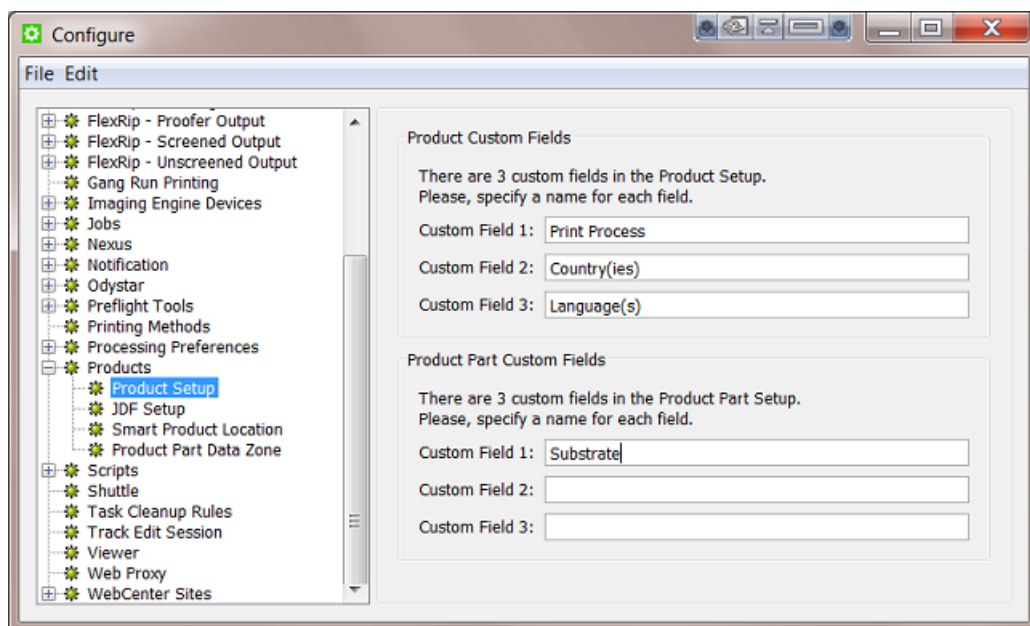 Configure
File Edit
FlexRip - Proofer Output
FlexRip - Screened Output
FlexRip - Unscreened Output
Gang Run Printing
Imaging Engine Devices
Jobs
Nexus
Notification
Odystar
Preflight Tools
Printing Methods
Processing Preferences
Products
Product Setup
JDF Setup
Smart Product Location
Product Part Data Zone
Scripts
Shuttle
Task Cleanup Rules
Track Edit Session
Viewer
Web Proxy
WebCenter Sites
Product Custom Fields
There are 3 custom fields in the Product Setup.
Please, specify a name for each field.
Custom Field 1: Print Process
Custom Field 2: Country(ies)
Custom Field 3: Language(s)
Product Part Custom Fields
There are 3 custom fields in the Product Part Setup.
Please, specify a name for each field.
Custom Field 1: Substrate
Custom Field 2:
Custom Field 3: